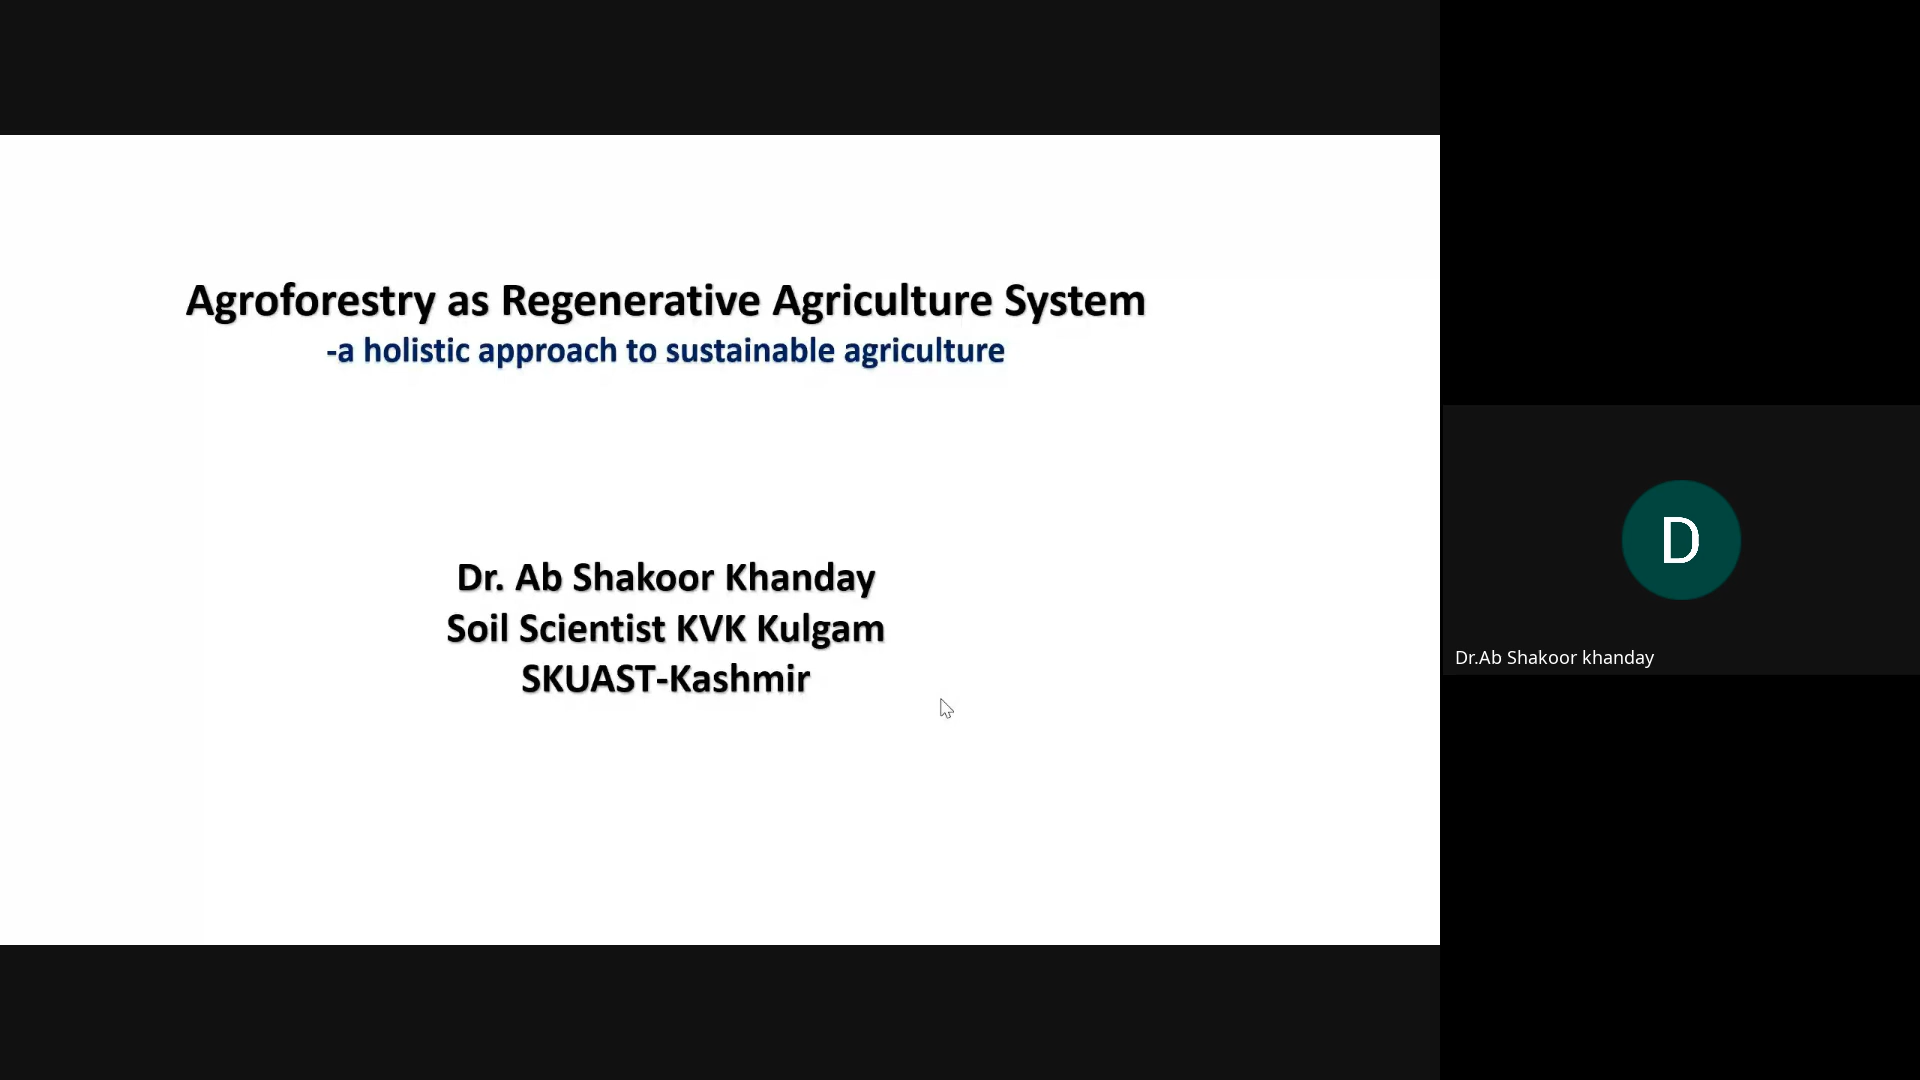 Agroforestry as Regenerative Agriculture System
-a holistic approach to sustainable agriculture
Dr. Ab Shakoor Khanday
Soil Scientist KVK Kulgam
SKUAST-Kashmir
D
Dr.Ab Shakoor khanday